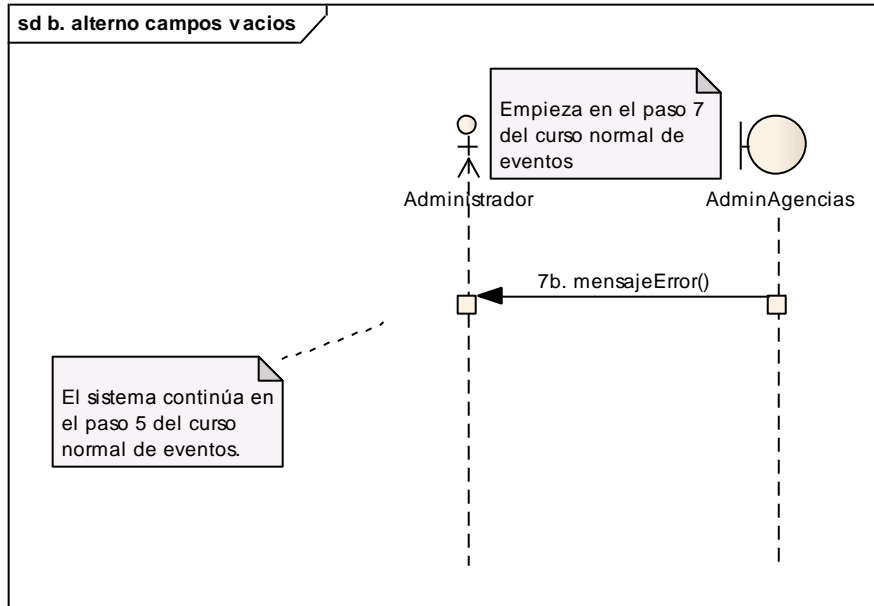 sd b. alterno campos vacios
Empieza en el paso 7
del curso normal de
eventos
Administrador
AdminAgencias
7b. mensajeError()
El sistema continúa en
el paso 5 del curso
normal de eventos.